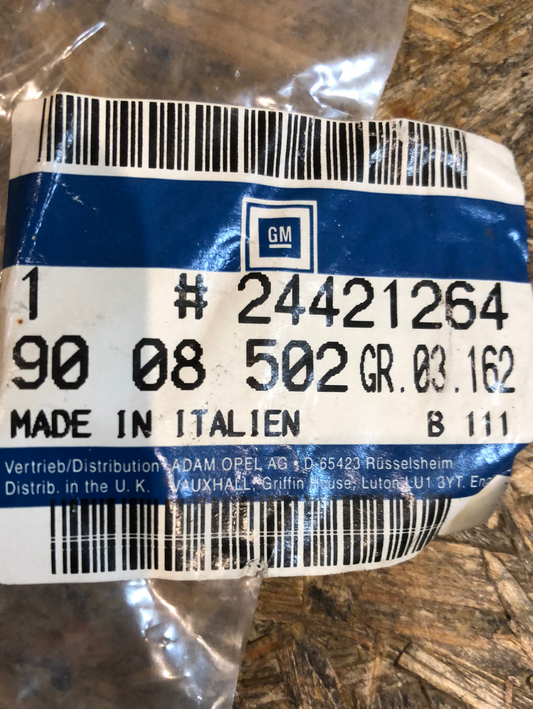 GM
1 # 24421264
90 08 502 GR.03.162
MADE IN ITALIEN B 111
Vertrieb/Distribution ADAM OPEL AG • D-65423 Rüsselsheim
Distrib. in the U. K. VAUXHALL, Griffin House, Luton LU1 3YT.